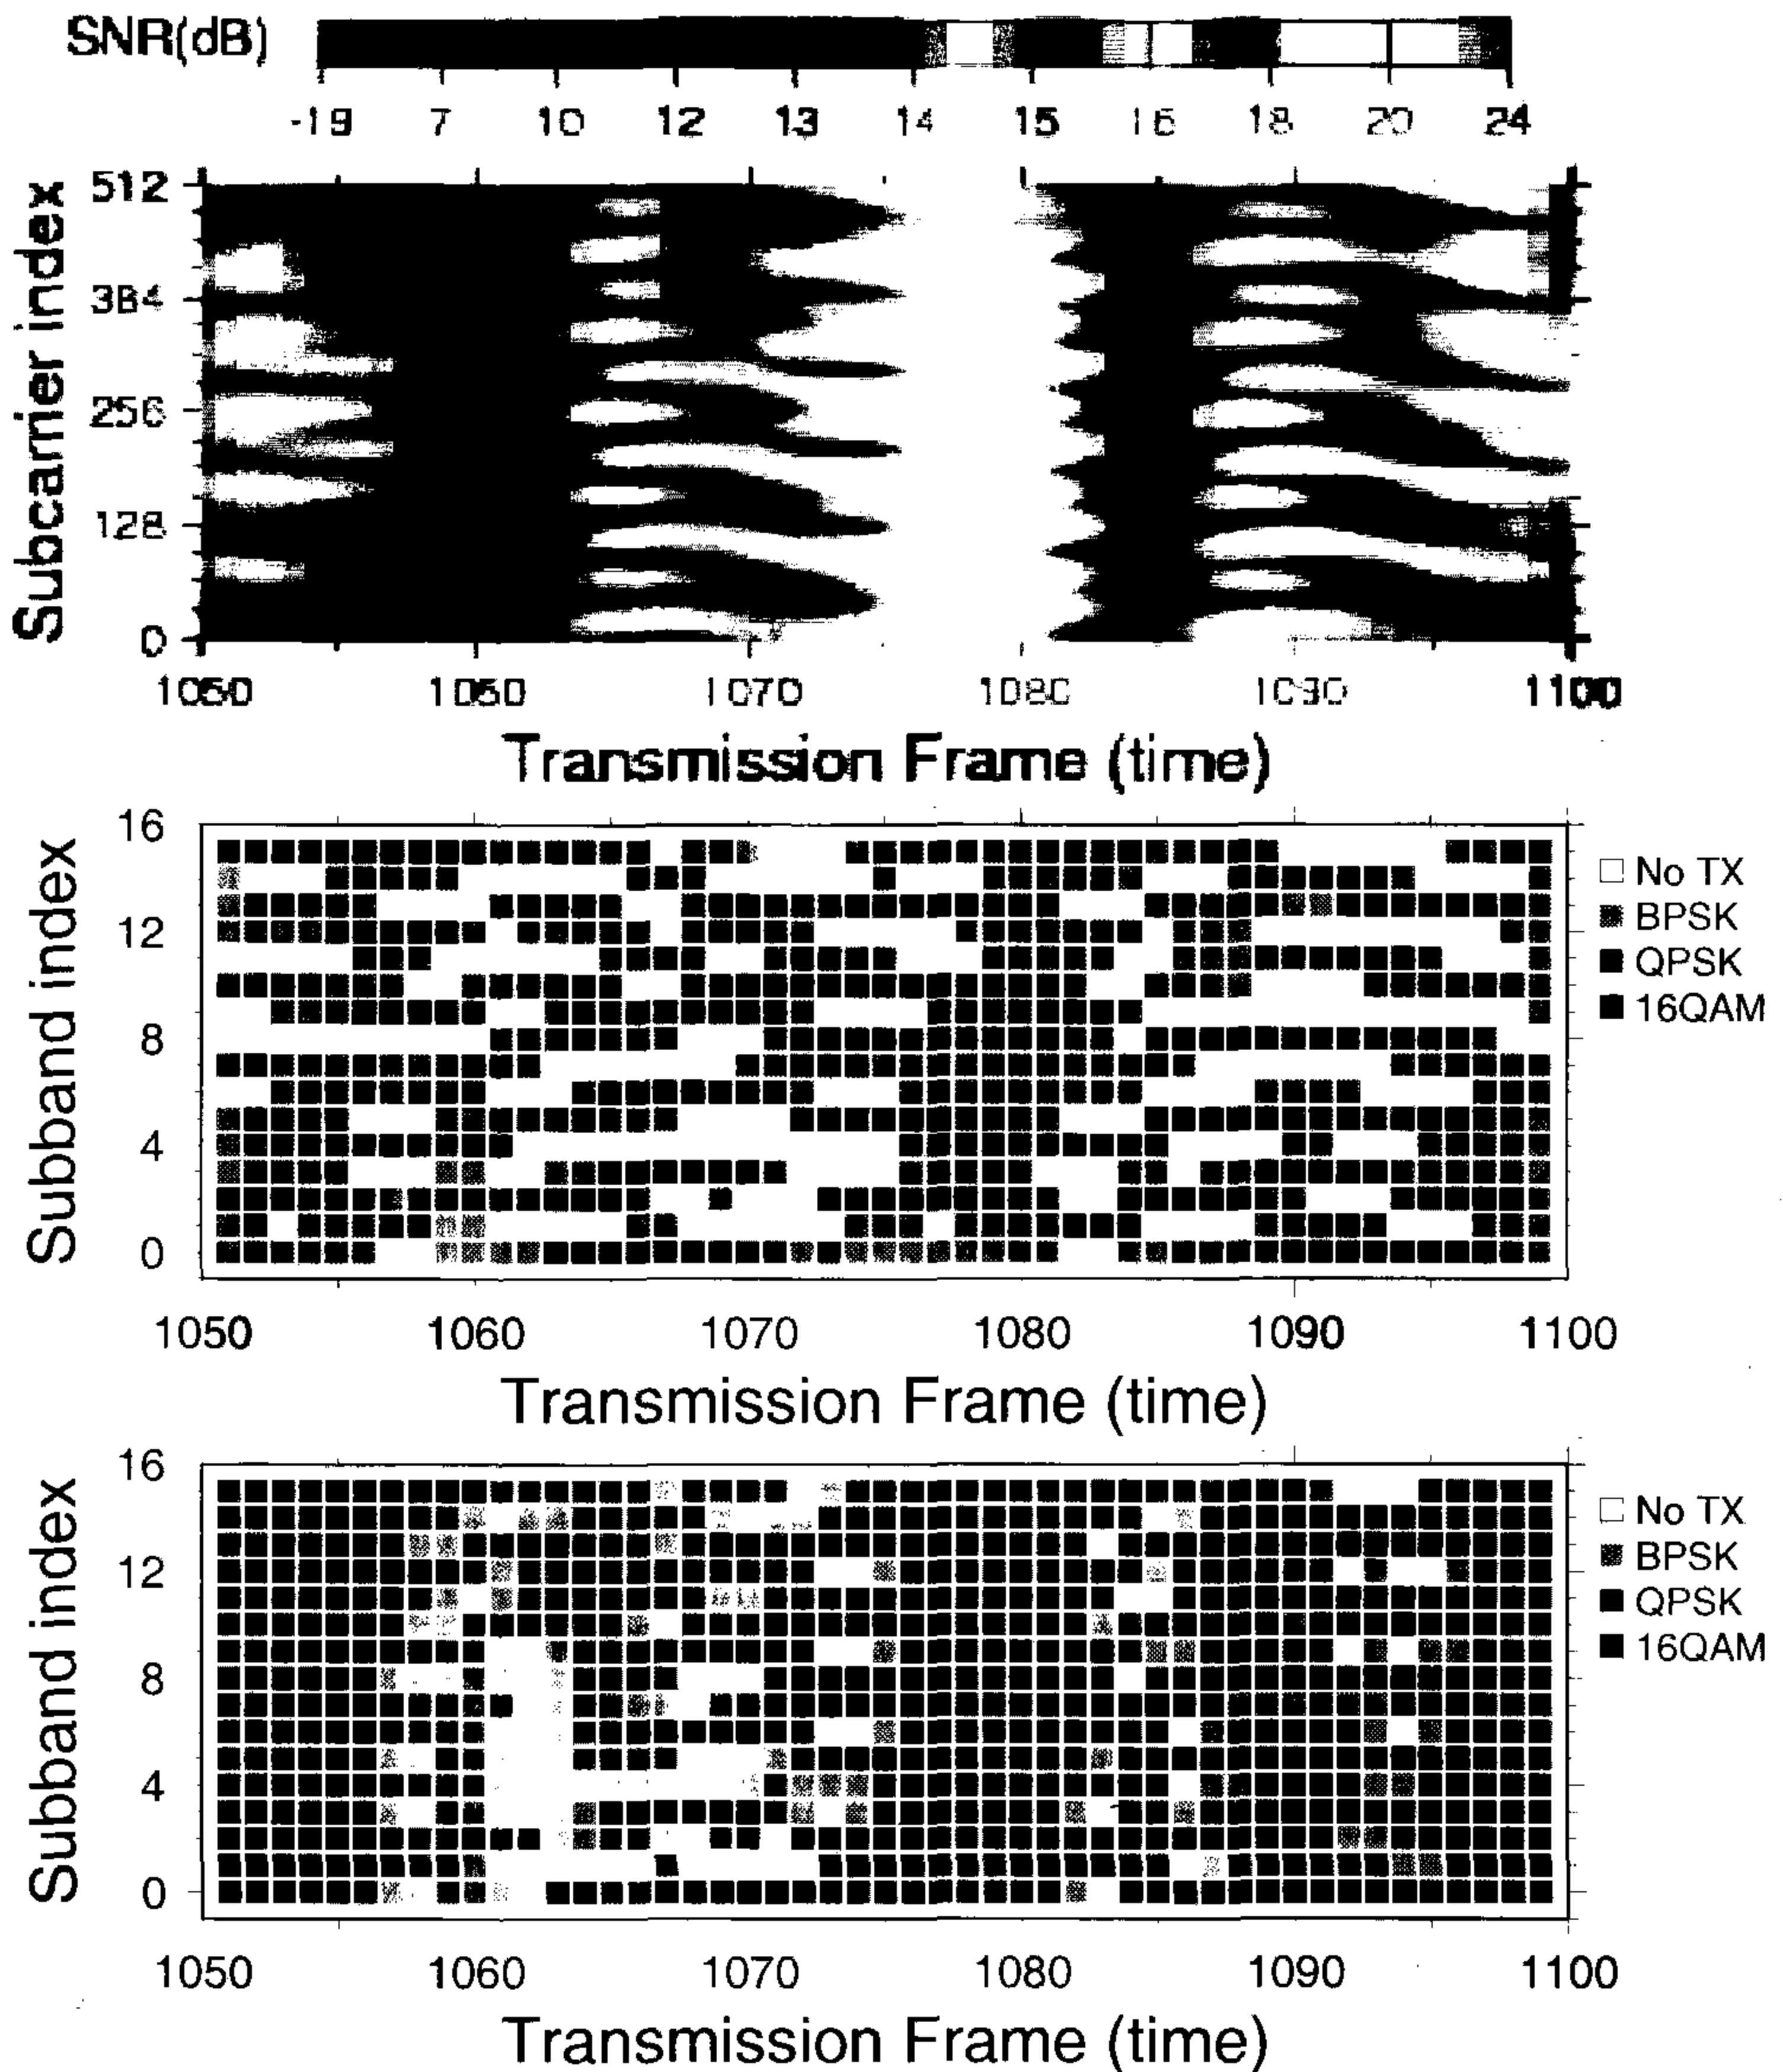 SNR(dB)
-19 7 10 12 13 14 15 16 18 20 24
Subcarrier index
512
384
256
128
0
1050 1060 1070 1080 1090 1100
Transmission Frame (time)
Subband index
16
12
8
4
0
No TX
BPSK
QPSK
16QAM
1050 1060 1070 1080 1090 1100
Transmission Frame (time)
Subband index
16
12
8
4
0
No TX
BPSK
QPSK
16QAM
1050 1060 1070 1080 1090 1100
Transmission Frame (time)